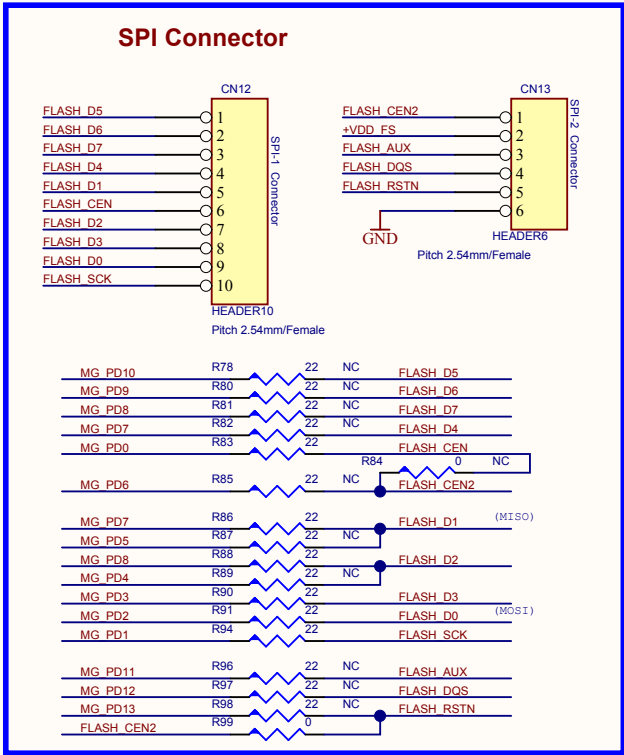 SPI Connector
CN12
FLASH_D5 1
FLASH_D6 2
FLASH_D7 3
FLASH_D4 4
FLASH_D1 5
FLASH_CEN 6
FLASH_D2 7
FLASH_D3 8
FLASH_D0 9
FLASH_SCK 10
SPI-1 Connector
HEADER10
Pitch 2.54mm/Female
CN13
FLASH_CEN2 1
+VDD_FS 2
FLASH_AUX 3
FLASH_DQS 4
FLASH_RSTN 5
GND 6
SPI-2 Connector
HEADER6
Pitch 2.54mm/Female
MG_PD10 R78 22 NC FLASH_D5
MG_PD9 R80 22 NC FLASH_D6
MG_PD8 R81 22 NC FLASH_D7
MG_PD7 R82 22 NC FLASH_D4
MG_PD0 R83 22 FLASH_CEN
R84 0 NC
MG_PD6 R85 22 NC FLASH_CEN2
MG_PD7 R86 22 FLASH_D1 (MISO)
MG_PD5 R87 22 NC
MG_PD8 R88 22 FLASH_D2
MG_PD4 R89 22 NC
MG_PD3 R90 22 FLASH_D3
MG_PD2 R91 22 FLASH_D0 (MOSI)
MG_PD1 R94 22 FLASH_SCK
MG_PD11 R96 22 NC FLASH_AUX
MG_PD12 R97 22 NC FLASH_DQS
MG_PD13 R98 22 NC FLASH_RSTN
FLASH_CEN2 R99 0